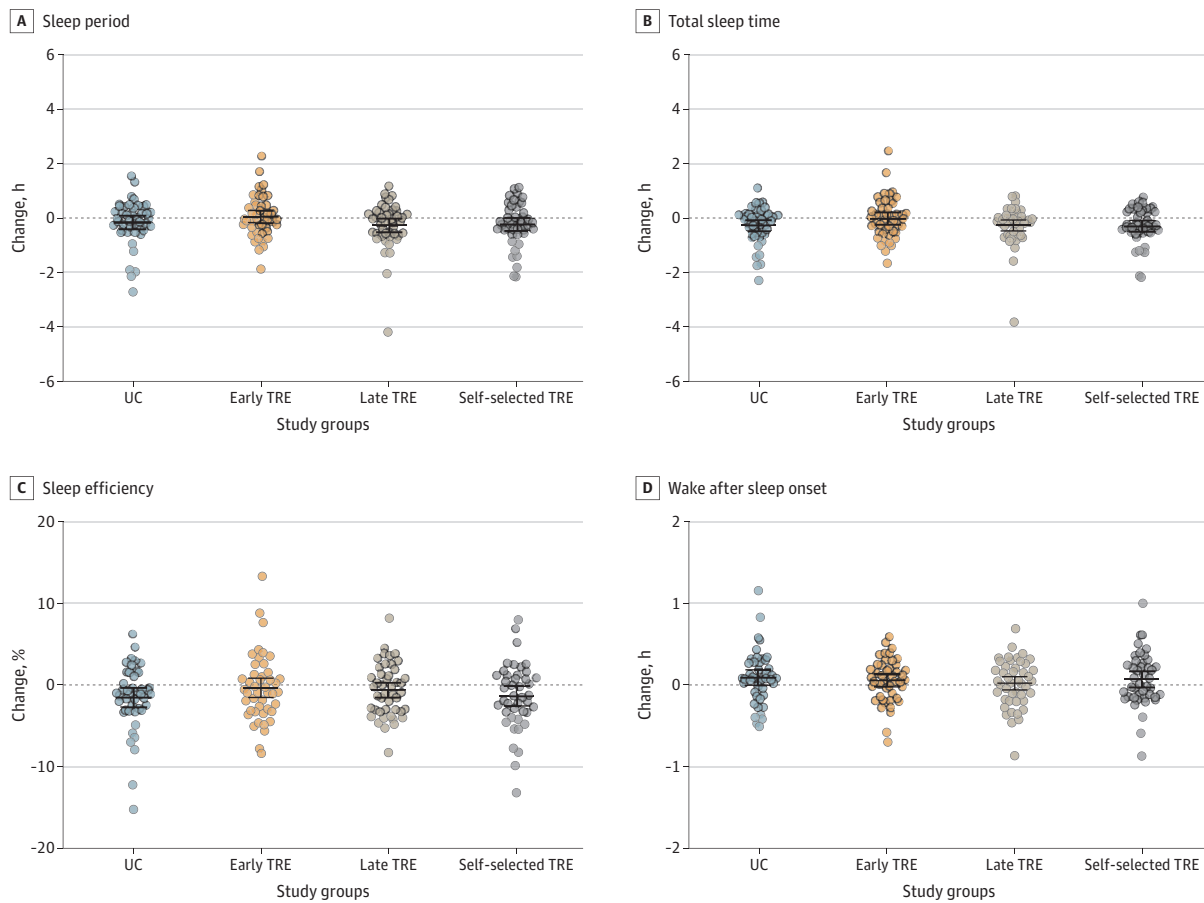 A Sleep period
6
4
2
0
-2
-4
-6
Change, h
UC Early TRE Late TRE Self-selected TRE
Study groups
B Total sleep time
6
4
2
0
-2
-4
-6
Change, h
UC Early TRE Late TRE Self-selected TRE
Study groups
C Sleep efficiency
20
10
0
-10
-20
Change, %
UC Early TRE Late TRE Self-selected TRE
Study groups
D Wake after sleep onset
2
1
0
-1
-2
Change, h
UC Early TRE Late TRE Self-selected TRE
Study groups